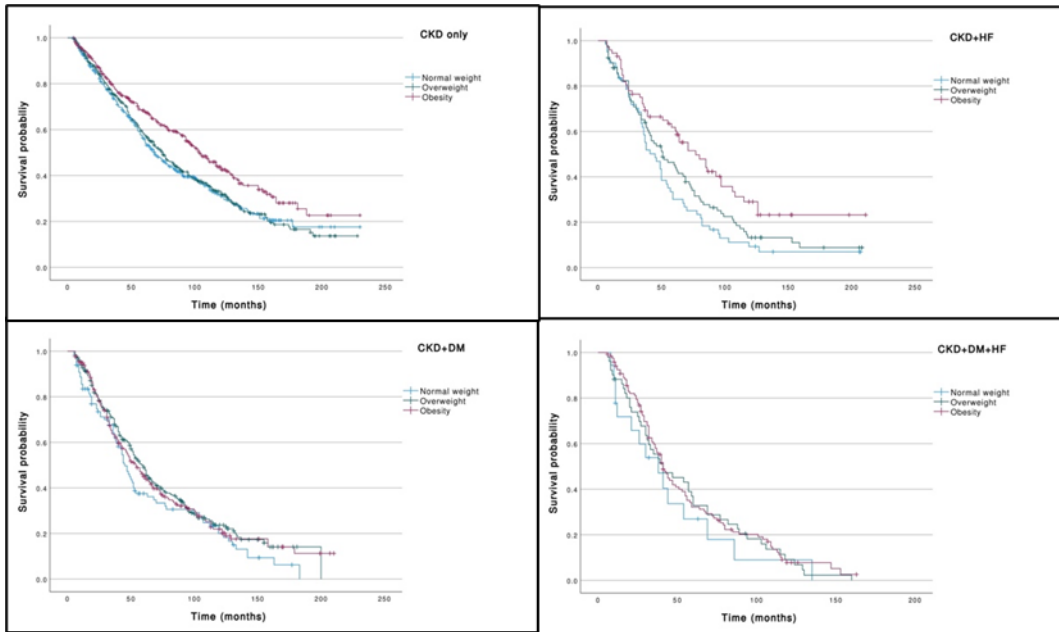 CKD only
Normal weight
Overweight
Obesity
Survival probability
1.0
0.8
0.6
0.4
0.2
0.0
0 50 100 150 200 250
Time (months)
CKD+HF
Normal weight
Overweight
Obesity
Survival probability
1.0
0.8
0.6
0.4
0.2
0.0
0 50 100 150 200 250
Time (months)
CKD+DM
Normal weight
Overweight
Obesity
Survival probability
1.0
0.8
0.6
0.4
0.2
0.0
0 50 100 150 200 250
Time (months)
CKD+DM+HF
Normal weight
Overweight
Obesity
Survival probability
1.0
0.8
0.6
0.4
0.2
0.0
0 50 100 150 200
Time (months)